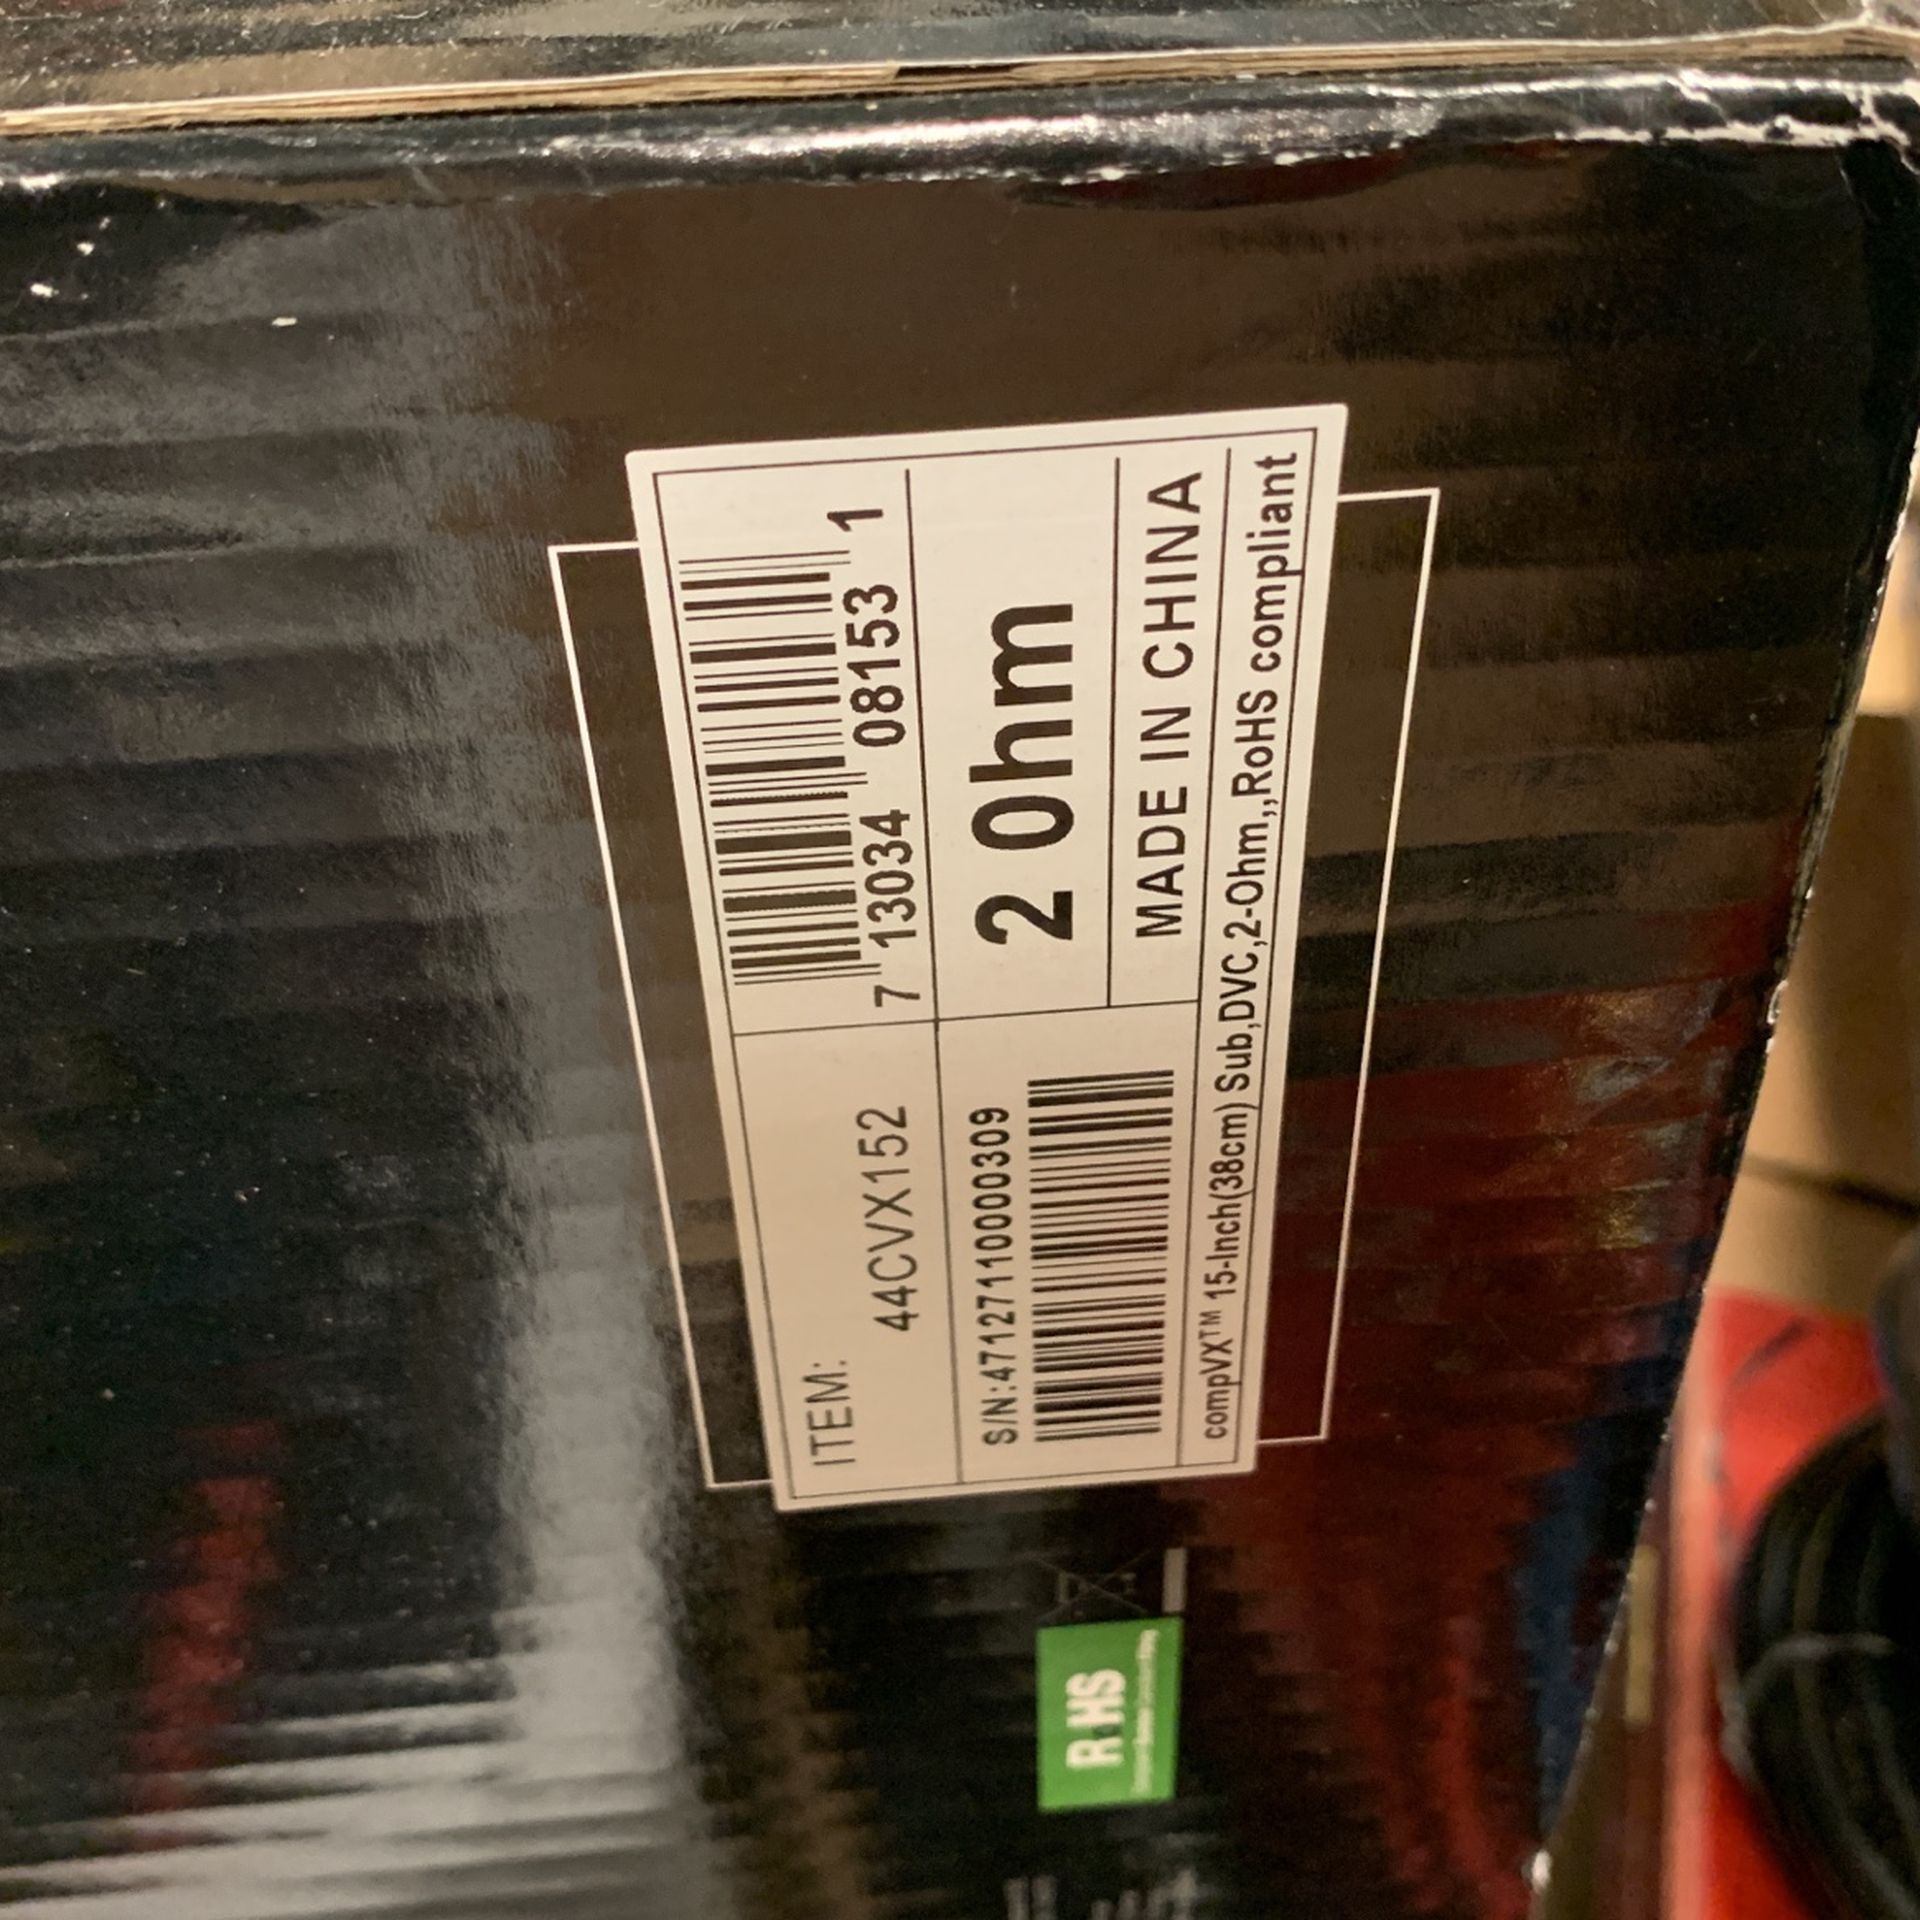 ITEM:
44CVX152
7 13034 08153 1
S/N:4712711000309
2 Ohm
MADE IN CHINA
compVX™ 15-Inch(38cm) Sub,DVC,2-Ohm,,RoHS compliant
RoHS